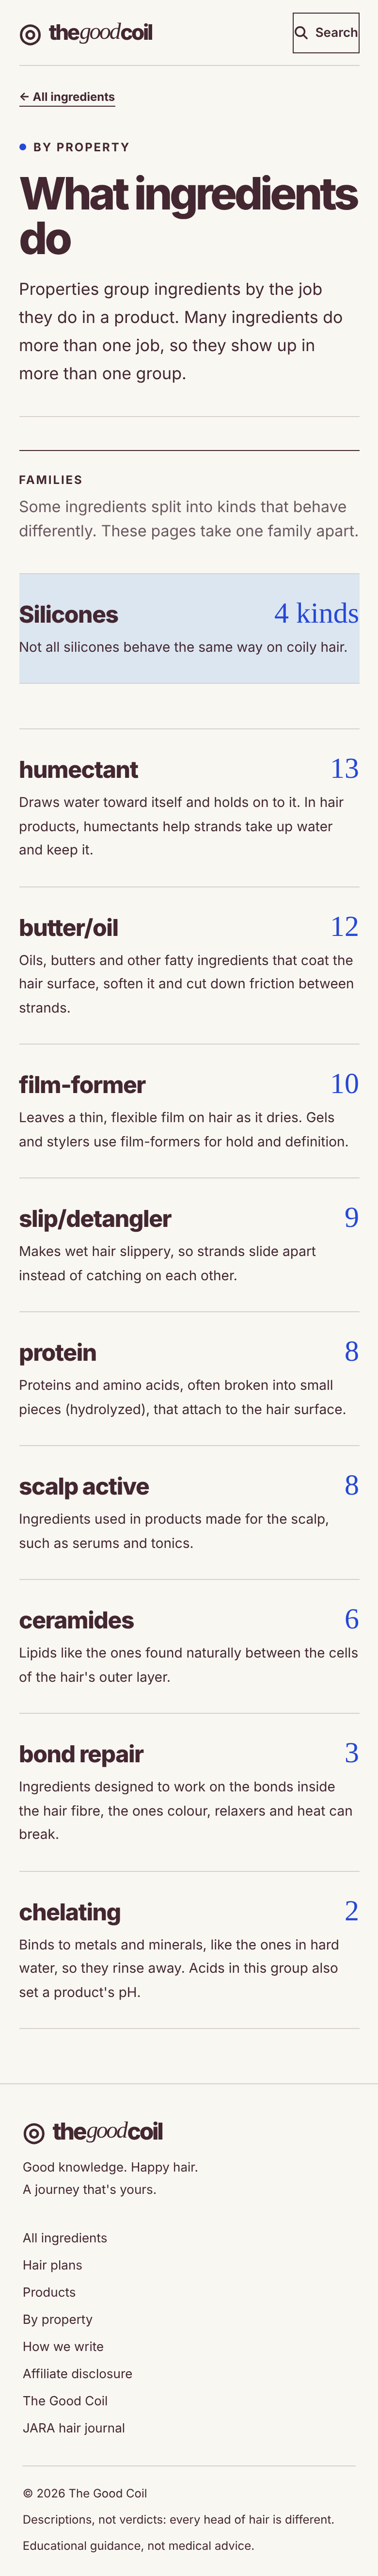 thegoodcoil
Search
← All ingredients
BY PROPERTY
What ingredients
do
Properties group ingredients by the job
they do in a product. Many ingredients do
more than one job, so they show up in
more than one group.
FAMILIES
Some ingredients split into kinds that behave
differently. These pages take one family apart.
Silicones 4 kinds
Not all silicones behave the same way on coily hair.
humectant 13
Draws water toward itself and holds on to it. In hair
products, humectants help strands take up water
and keep it.
butter/oil 12
Oils, butters and other fatty ingredients that coat the
hair surface, soften it and cut down friction between
strands.
film-former 10
Leaves a thin, flexible film on hair as it dries. Gels
and stylers use film-formers for hold and definition.
slip/detangler 9
Makes wet hair slippery, so strands slide apart
instead of catching on each other.
protein 8
Proteins and amino acids, often broken into small
pieces (hydrolyzed), that attach to the hair surface.
scalp active 8
Ingredients used in products made for the scalp,
such as serums and tonics.
ceramides 6
Lipids like the ones found naturally between the cells
of the hair's outer layer.
bond repair 3
Ingredients designed to work on the bonds inside
the hair fibre, the ones colour, relaxers and heat can
break.
chelating 2
Binds to metals and minerals, like the ones in hard
water, so they rinse away. Acids in this group also
set a product's pH.
thegoodcoil
Good knowledge. Happy hair.
A journey that's yours.
All ingredients
Hair plans
Products
By property
How we write
Affiliate disclosure
The Good Coil
JARA hair journal
© 2026 The Good Coil
Descriptions, not verdicts: every head of hair is different.
Educational guidance, not medical advice.